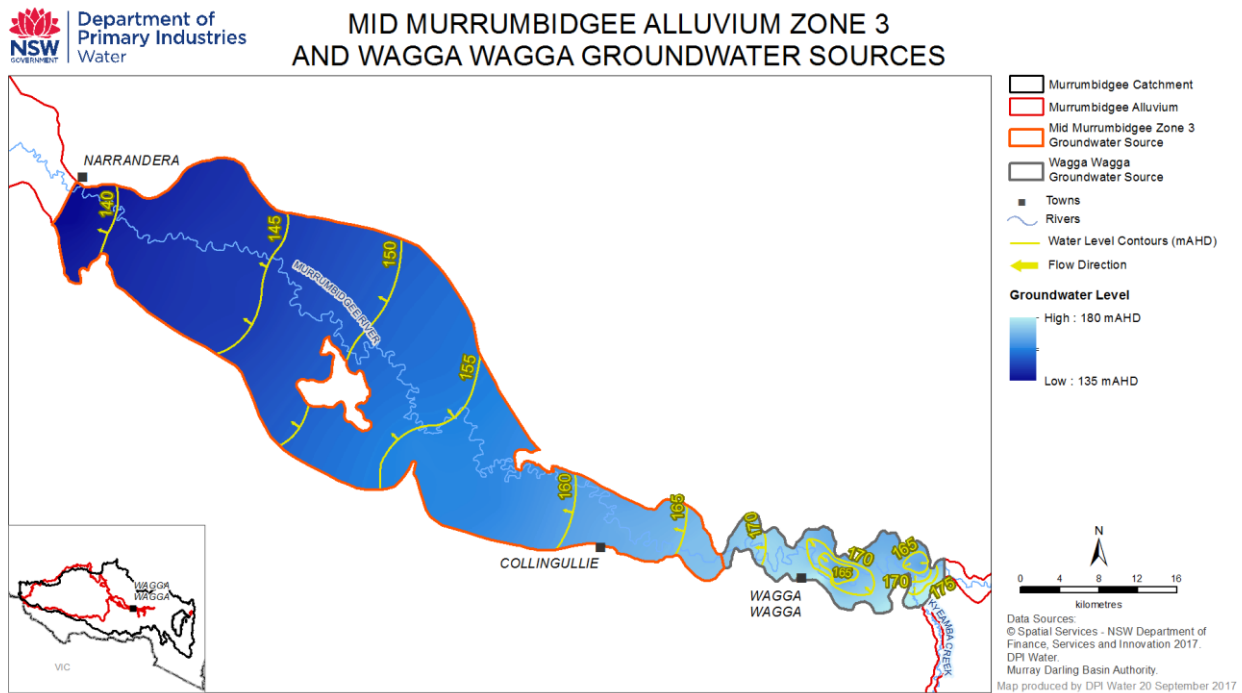 NSW
GOVERNMENT
Department of
Primary Industries
Water
MID MURRUMBIDGEE ALLUVIUM ZONE 3
AND WAGGA WAGGA GROUNDWATER SOURCES
NARRANDERA
140
145
150
MURRUMBIDGEE RIVER
155
160
165
COLLINGULLIE
170
170
165
WAGGA
WAGGA
165
170
175
KYEAMBA CREEK
WAGGA
WAGGA
VIC
Murrumbidgee Catchment
Murrumbidgee Alluvium
Mid Murrumbidgee Zone 3
Groundwater Source
Wagga Wagga
Groundwater Source
Towns
Rivers
Water Level Contours (mAHD)
Flow Direction
Groundwater Level
High : 180 mAHD
Low : 135 mAHD
N
0 4 8 12 16
kilometres
Data Sources:
© Spatial Services - NSW Department of
Finance, Services and Innovation 2017.
DPI Water.
Murray Darling Basin Authority.
Map produced by DPI Water 20 September 2017